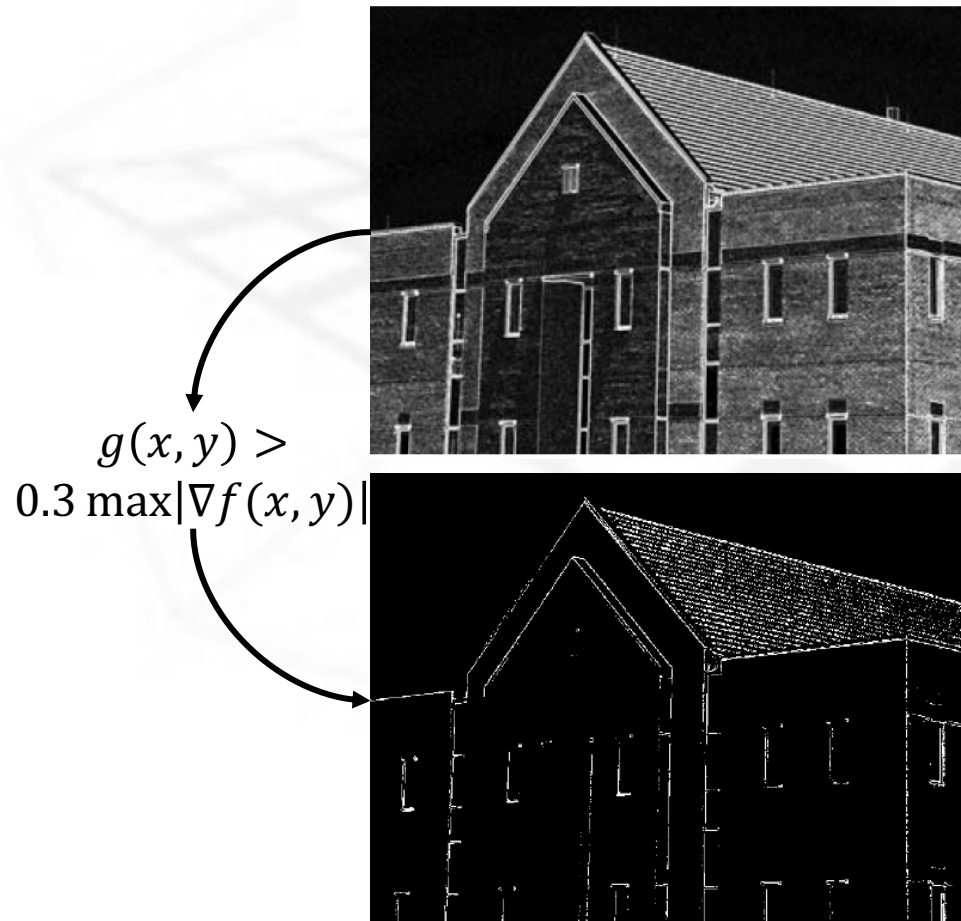 g(x, y) >
0.3 max|∇f(x, y)|